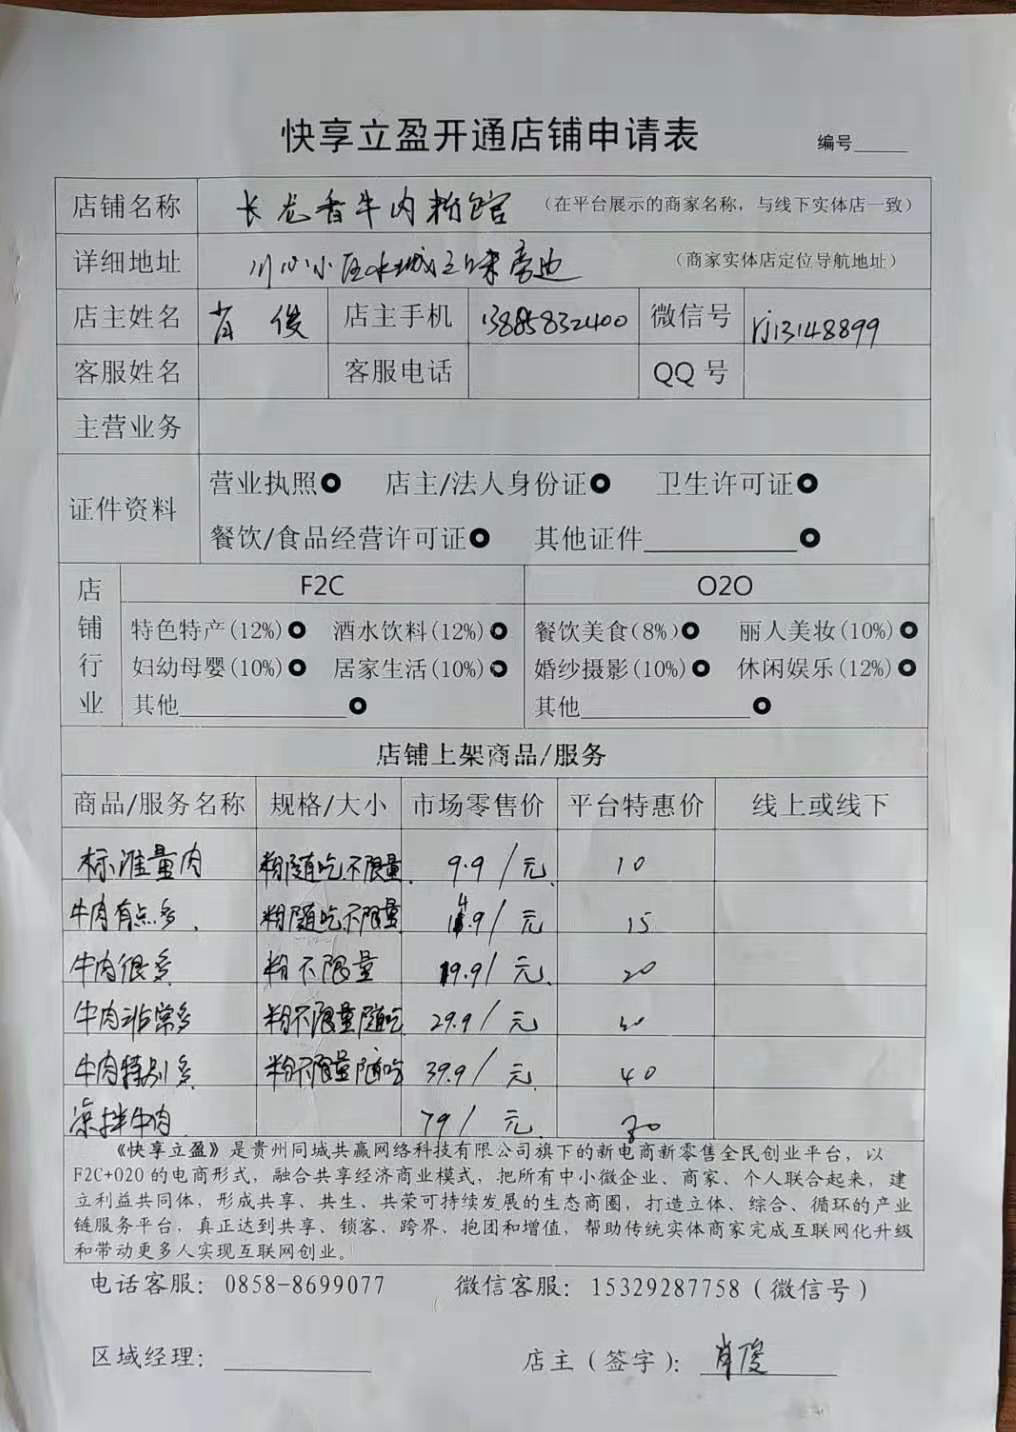 快享立盈开通店铺申请表
编号
店铺名称 长龙香牛肉粉馆 （在平台展示的商家名称，与线下实体店一致）
详细地址 川心小区水城三味旁边 （商家实体店定位导航地址）
店主姓名 肖俊 店主手机 13885832400 微信号 rj13148899
客服姓名 客服电话 QQ 号
主营业务
证件资料 营业执照 店主/法人身份证 卫生许可证
餐饮/食品经营许可证 其他证件
店铺行业 F2C O2O
特色特产(12%) 酒水饮料(12%) 餐饮美食(8%) 丽人美妆(10%)
妇幼母婴(10%) 居家生活(10%) 婚纱摄影(10%) 休闲娱乐(12%)
其他 其他
店铺上架商品/服务
商品/服务名称 规格/大小 市场零售价 平台特惠价 线上或线下
标准量肉 粉随吃不限量 9.9/元 10
牛肉有点多 粉随吃不限量 14.9/元 15
牛肉很多 粉不限量 19.9/元 20
牛肉非常多 粉不限量随吃 29.9/元
牛肉特别多 粉不限量随吃 39.9/元 40
凉拌牛肉 79/元
《快享立盈》是贵州同城共赢网络科技有限公司旗下的新电商新零售全民创业平台，以
F2C+O2O 的电商形式，融合共享经济商业模式，把所有中小微企业、商家、个人联合起来，建
立利益共同体，形成共享、共生、共荣可持续发展的生态商圈，打造立体、综合、循环的产业
链服务平台，真正达到共享、锁客、跨界、抱团和增值，帮助传统实体商家完成互联网化升级
和带动更多人实现互联网创业。
电话客服：0858-8699077 微信客服：15329287758（微信号）
区域经理： 店主（签字）：肖俊